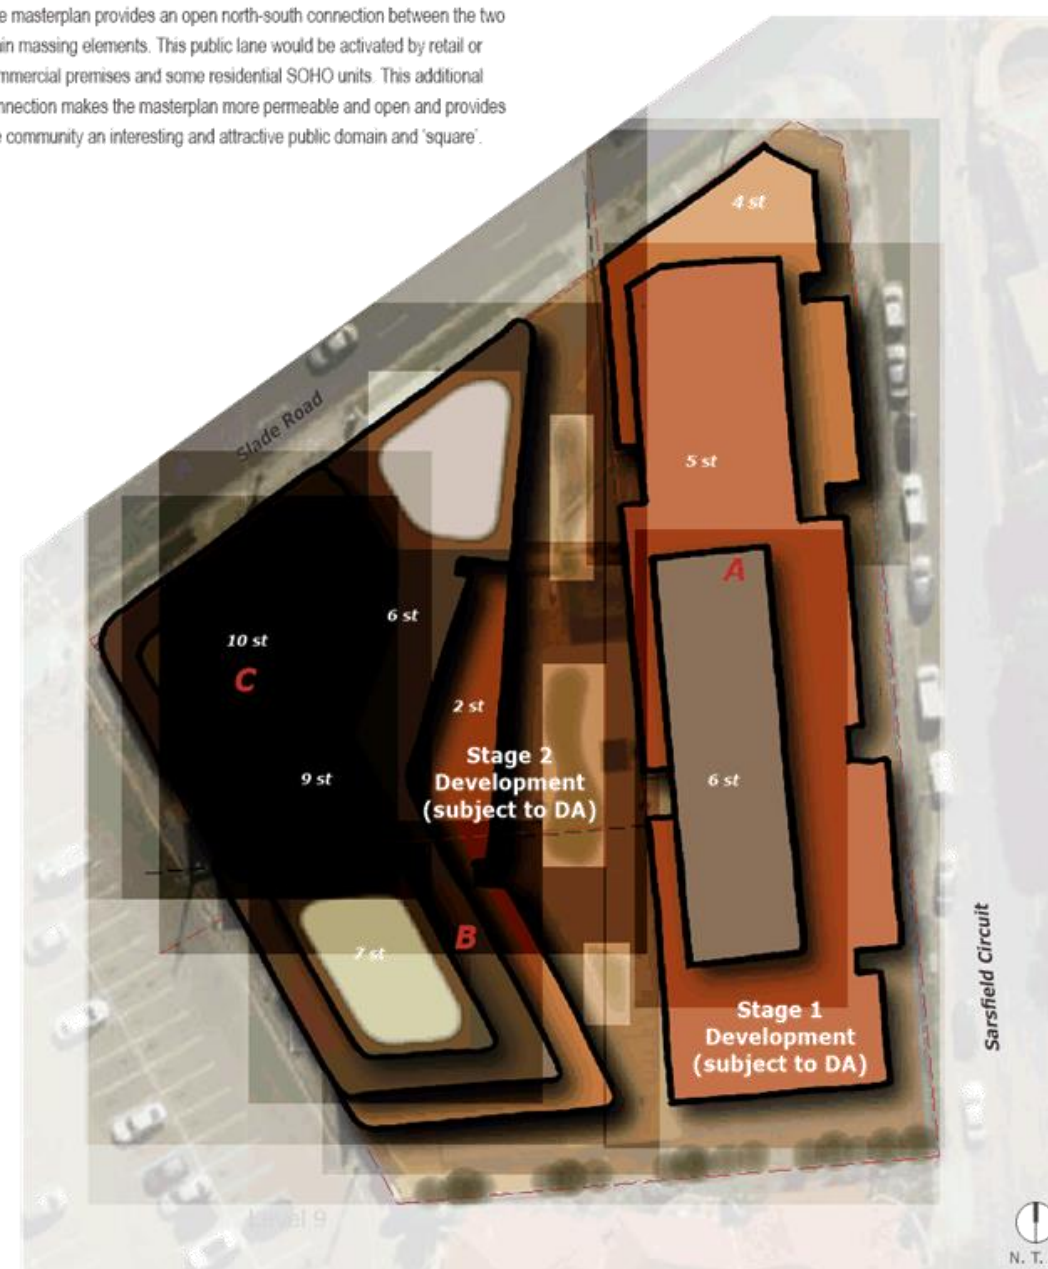 e masterplan provides an open north-south connection between the two
in massing elements. This public lane would be activated by retail or
mmercial premises and some residential SOHO units. This additional
nnection makes the masterplan more permeable and open and provides
e community an interesting and attractive public domain and 'square'.
4 st
Slade Road
5 st
A
6 st
10 st
C
2 st
Stage 2
Development
(subject to DA)
9 st
6 st
B
7 st
Sarsfield Circuit
Stage 1
Development
(subject to DA)
Level 9
N. T.